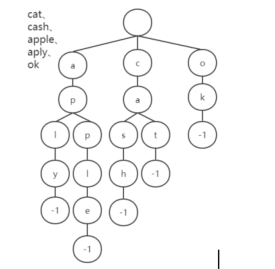 cat、
cash、
apple、
aply、
ok
a c o
p a k
l p s t -1
y l h -1
-1 e -1
-1